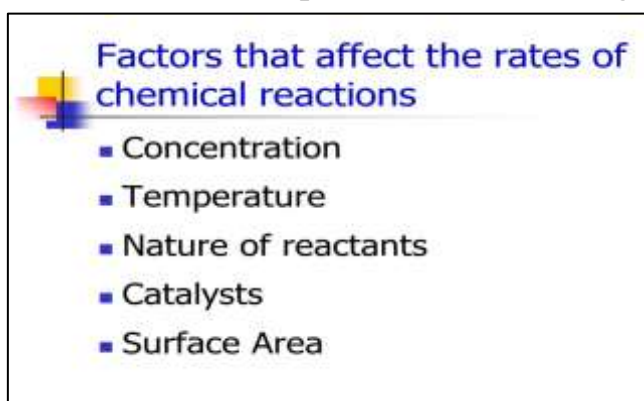 Factors that affect the rates of
chemical reactions
Concentration
Temperature
Nature of reactants
Catalysts
Surface Area